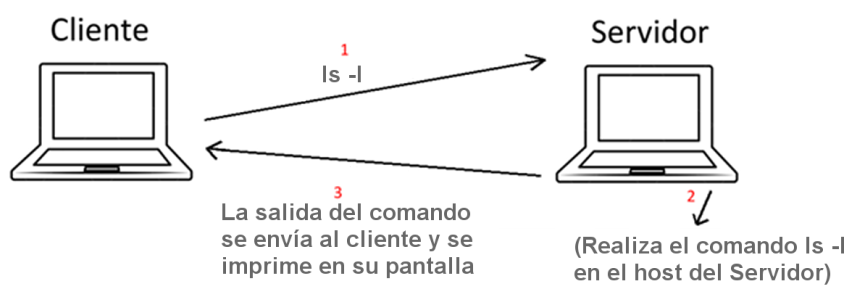 Cliente
Servidor
1
ls -l
3
La salida del comando
se envía al cliente y se
imprime en su pantalla
2
(Realiza el comando ls -l
en el host del Servidor)